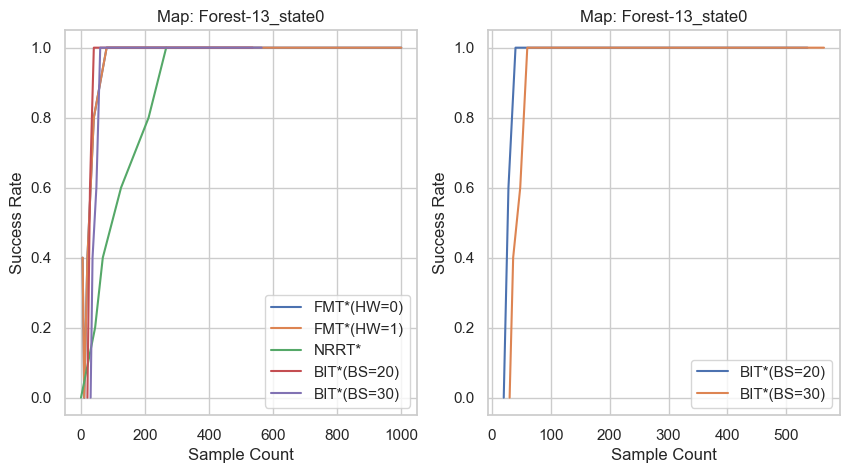 Map: Forest-13_state0
Success Rate
1.0
0.8
0.6
0.4
0.2
0.0
FMT*(HW=0)
FMT*(HW=1)
NRRT*
BIT*(BS=20)
BIT*(BS=30)
0 200 400 600 800 1000
Sample Count
Map: Forest-13_state0
Success Rate
1.0
0.8
0.6
0.4
0.2
0.0
BIT*(BS=20)
BIT*(BS=30)
0 100 200 300 400 500
Sample Count